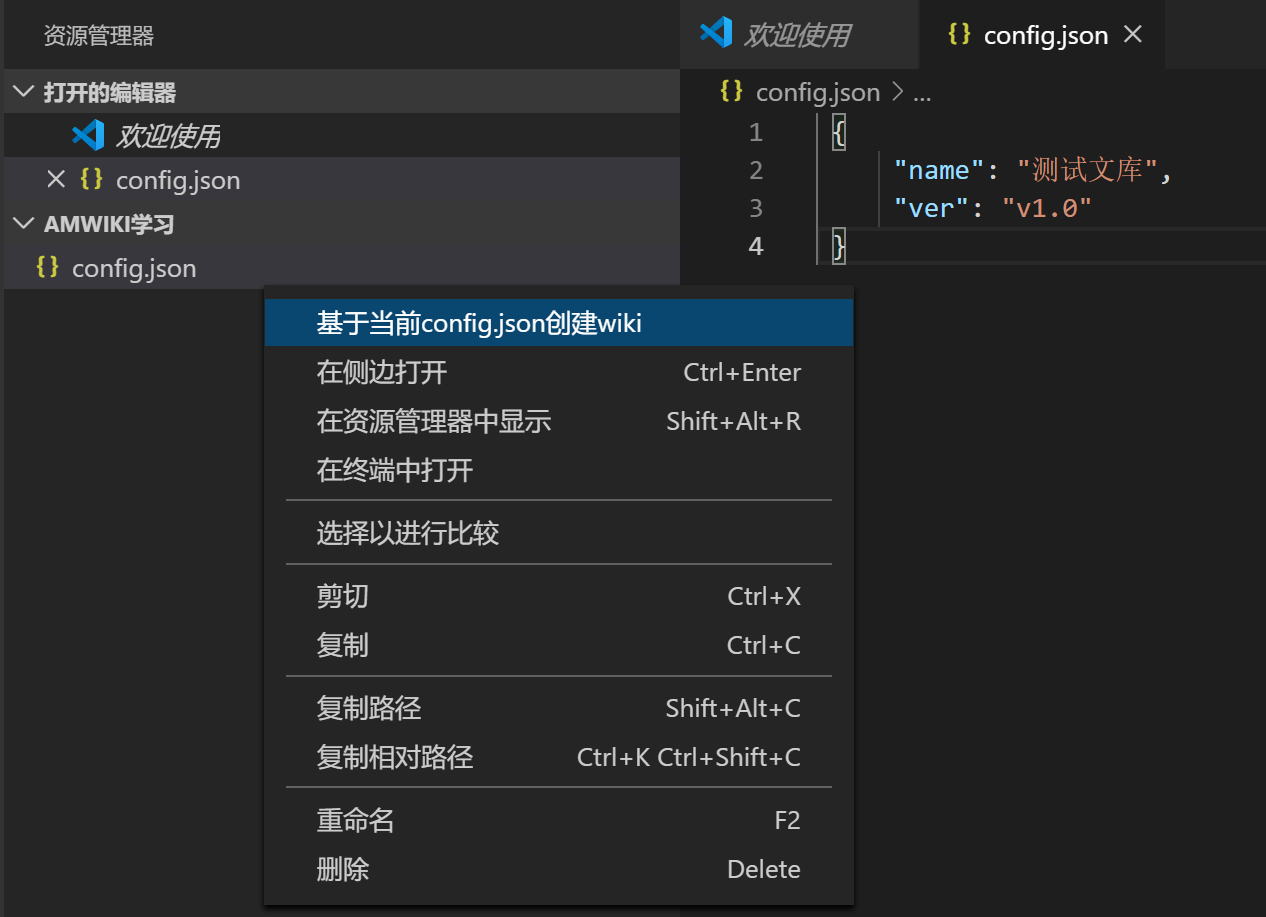 资源管理器
打开的编辑器
欢迎使用
config.json
AMWIKI学习
config.json
欢迎使用
config.json
config.json > ...
1 {
2 "name": "测试文库",
3 "ver": "v1.0"
4 }
基于当前config.json创建wiki
在侧边打开 Ctrl+Enter
在资源管理器中显示 Shift+Alt+R
在终端中打开
选择以进行比较
剪切 Ctrl+X
复制 Ctrl+C
复制路径 Shift+Alt+C
复制相对路径 Ctrl+K Ctrl+Shift+C
重命名 F2
删除 Delete